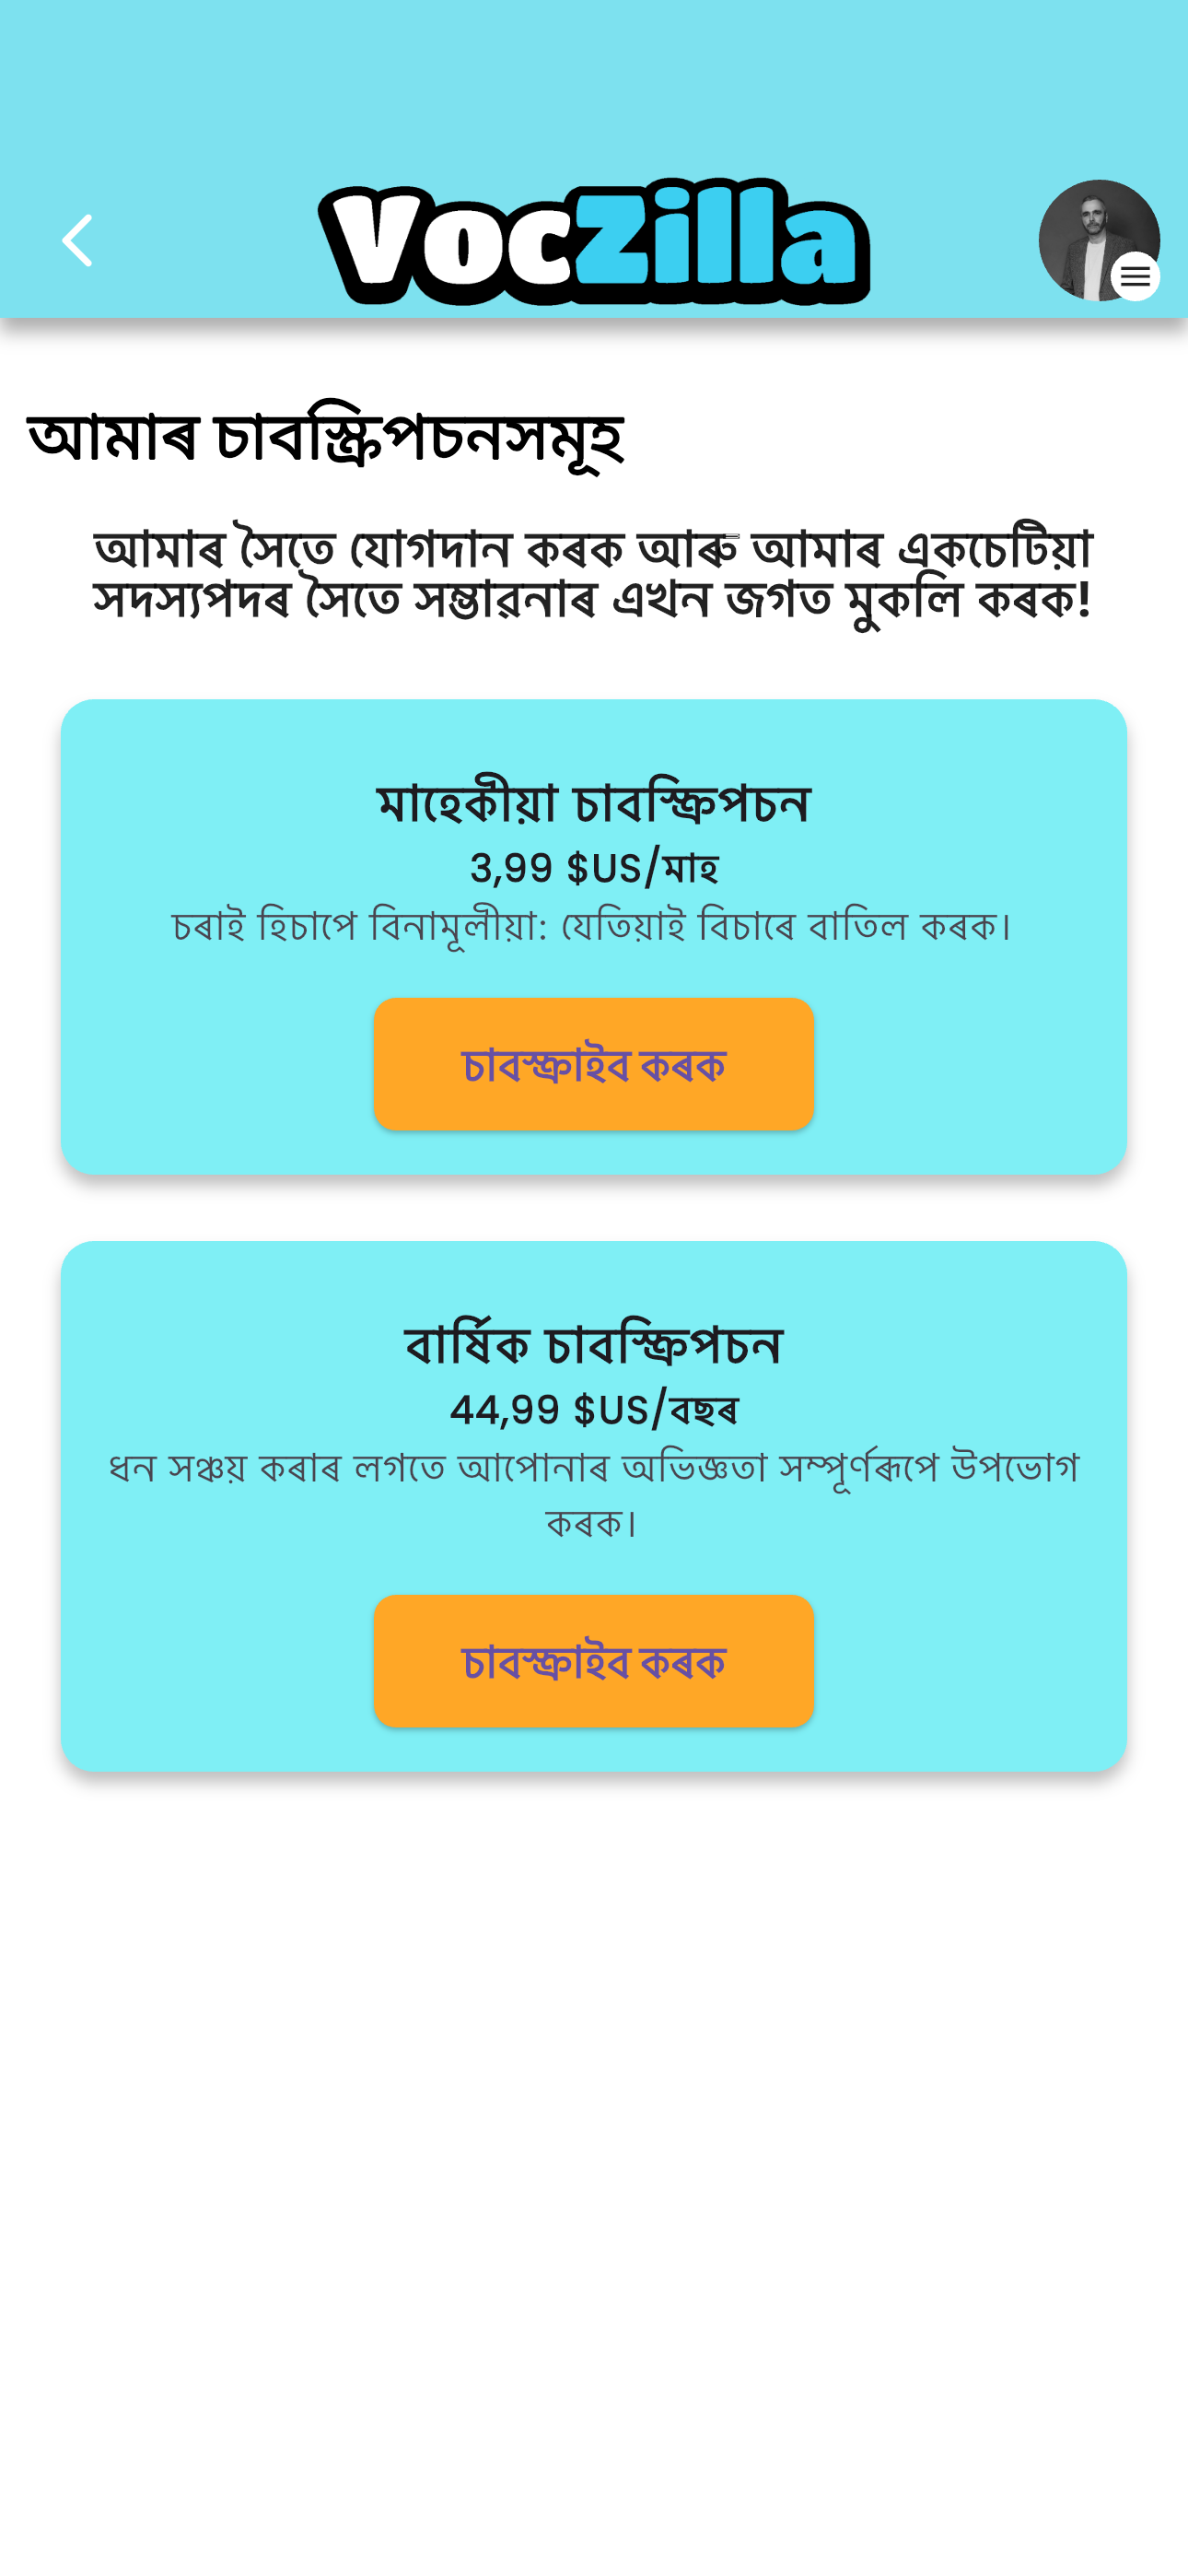 VocZilla
আমাৰ চাবস্ক্ৰিপচনসমূহ
আমাৰ সৈতে যোগদান কৰক আৰু আমাৰ একচেটিয়া
সদস্যপদৰ সৈতে সম্ভাৱনাৰ এখন জগত মুকলি কৰক!
মাহেকীয়া চাবস্ক্ৰিপচন
3,99 $US/মাহ
চৰাই হিচাপে বিনামূলীয়া: যেতিয়াই বিচাৰে বাতিল কৰক।
চাবস্ক্ৰাইব কৰক
বাৰ্ষিক চাবস্ক্ৰিপচন
44,99 $US/বছৰ
ধন সঞ্চয় কৰাৰ লগতে আপোনাৰ অভিজ্ঞতা সম্পূৰ্ণৰূপে উপভোগ
কৰক।
চাবস্ক্ৰাইব কৰক